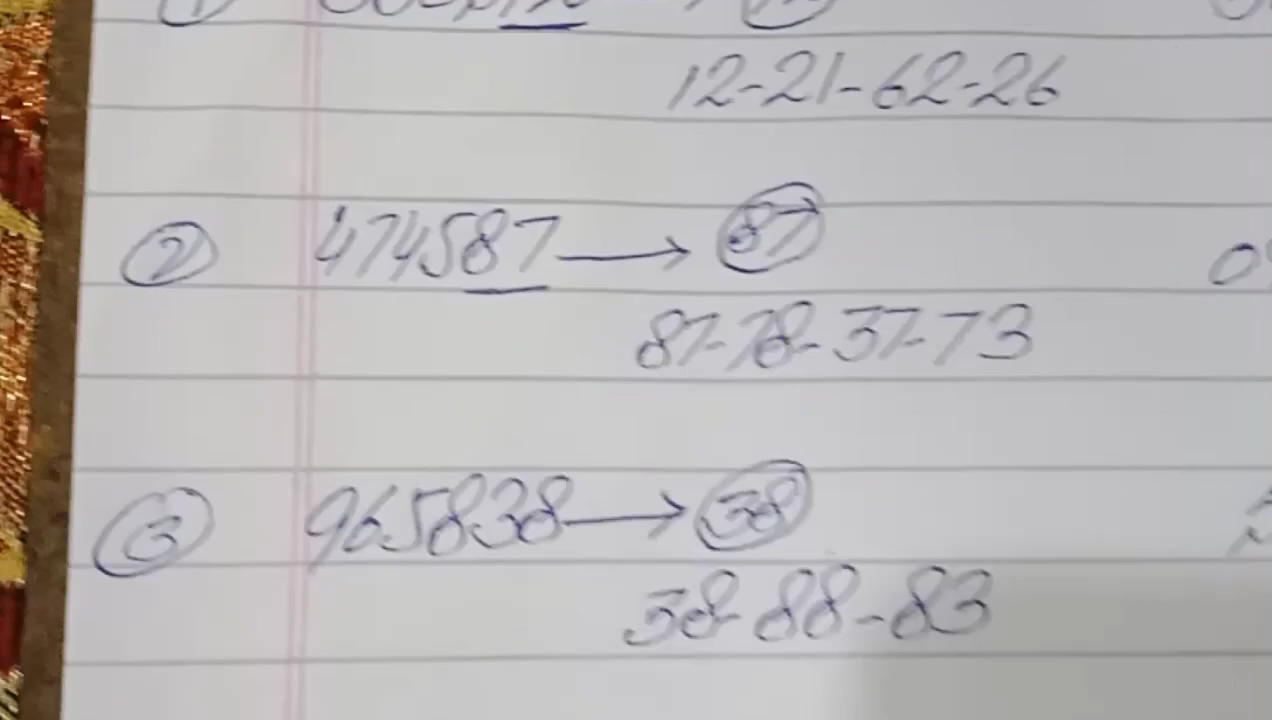 12-21-62-26
② 474587 → 87
87-78-37-73
③ 965838 → 38
38-88-83